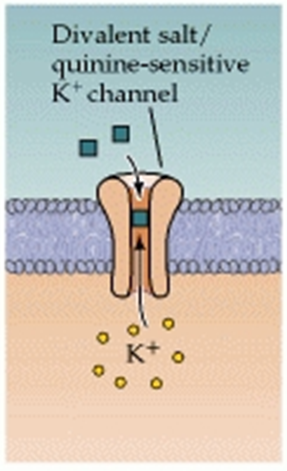 Divalent salt/
quinine-sensitive
K⁺ channel
K⁺